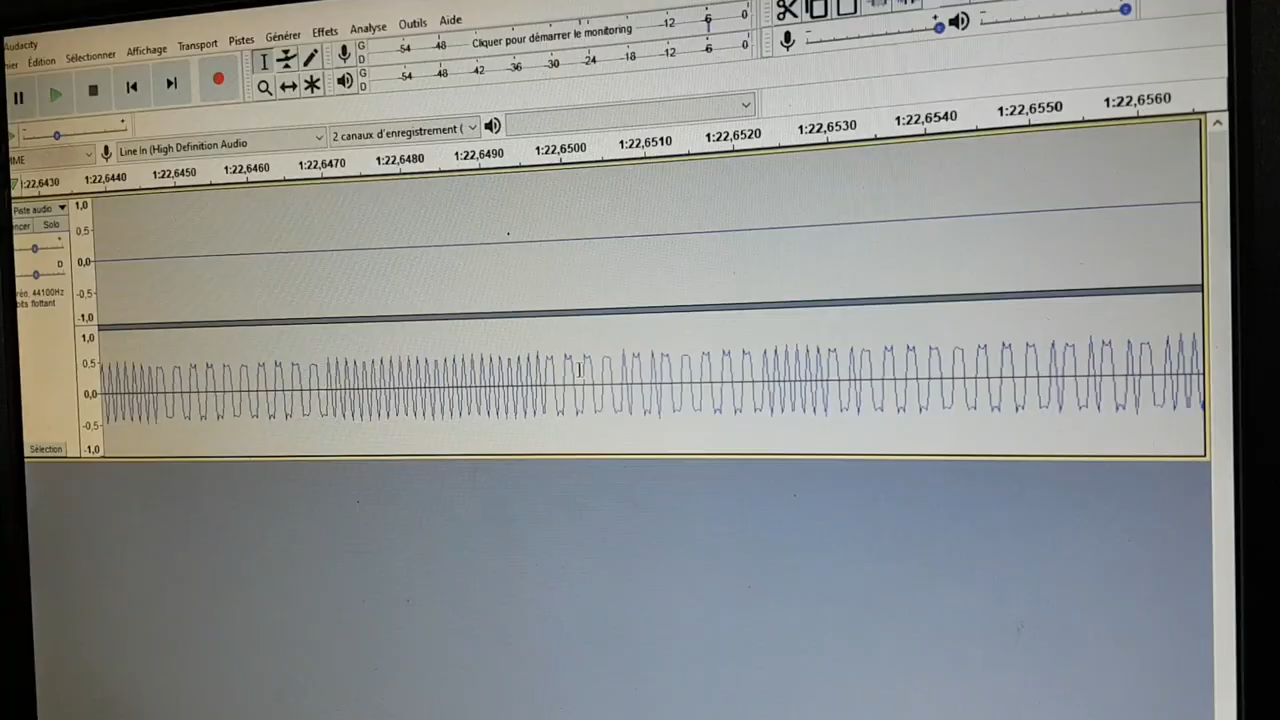 Audacity
Édition Sélectionner Affichage Transport Pistes Générer Effets Analyse Outils Aide
G D -54 -48 Cliquer pour démarrer le monitoring -12 -6 0
G D -54 -48 -42 -36 -30 -24 -18 -12 -6 0
- +
- +
MME Line In (High Definition Audio 2 canaux d'enregistrement (
1:22,6430 1:22,6440 1:22,6450 1:22,6460 1:22,6470 1:22,6480 1:22,6490 1:22,6500 1:22,6510 1:22,6520 1:22,6530 1:22,6540 1:22,6550 1:22,6560
Piste audio 1,0
Solo 0,5
+
D 0,0
44100Hz -0,5
flottant
-1,0
1,0
0,5
0,0
-0,5
Sélection -1,0